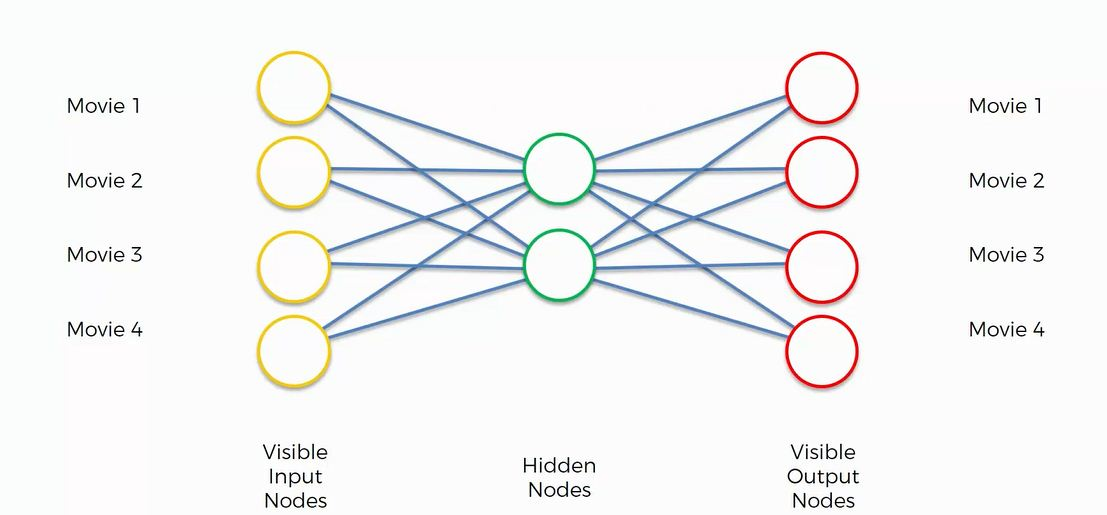 Movie 1
Movie 2
Movie 3
Movie 4
Movie 1
Movie 2
Movie 3
Movie 4
Visible
Input
Nodes
Hidden
Nodes
Visible
Output
Nodes